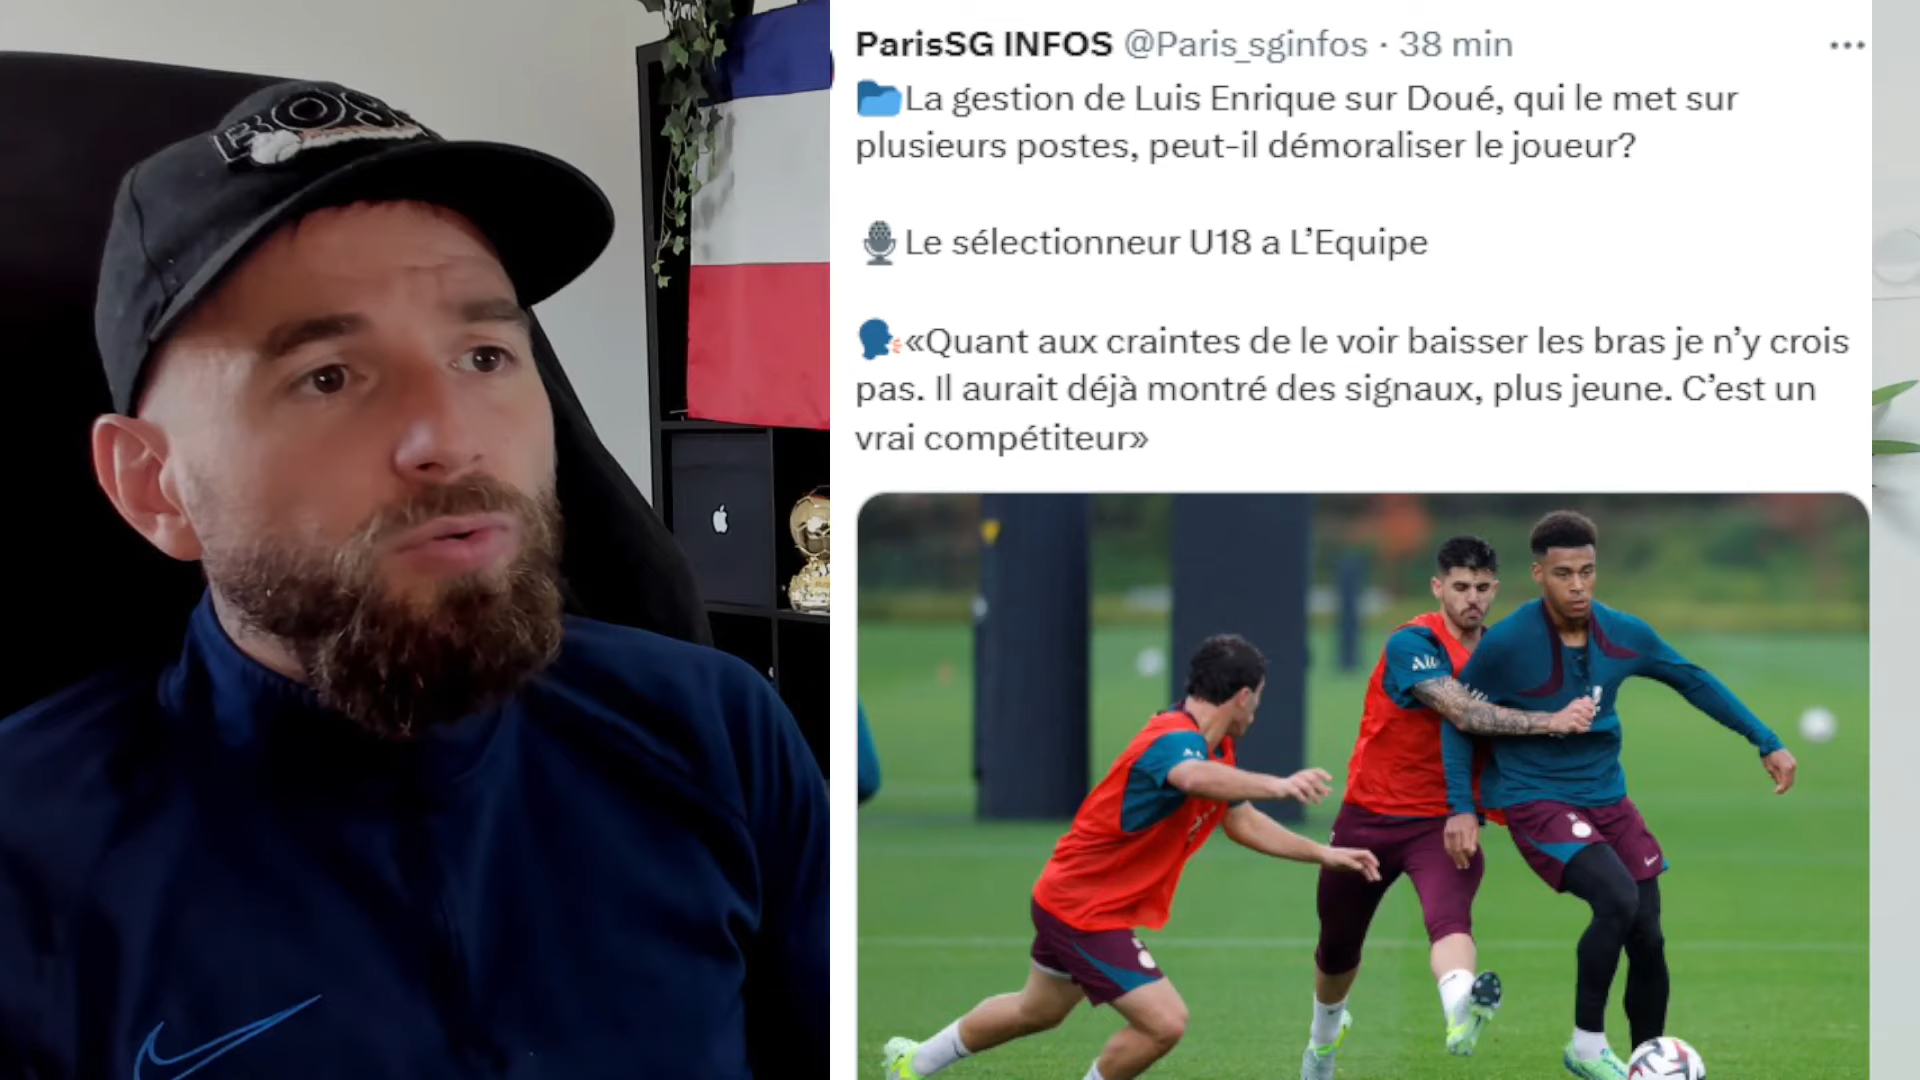 ParisSG INFOS @Paris_sginfos · 38 min
La gestion de Luis Enrique sur Doué, qui le met sur
plusieurs postes, peut-il démoraliser le joueur?
Le sélectionneur U18 a L’Equipe
«Quant aux craintes de le voir baisser les bras je n’y crois
pas. Il aurait déjà montré des signaux, plus jeune. C’est un
vrai compétiteur»